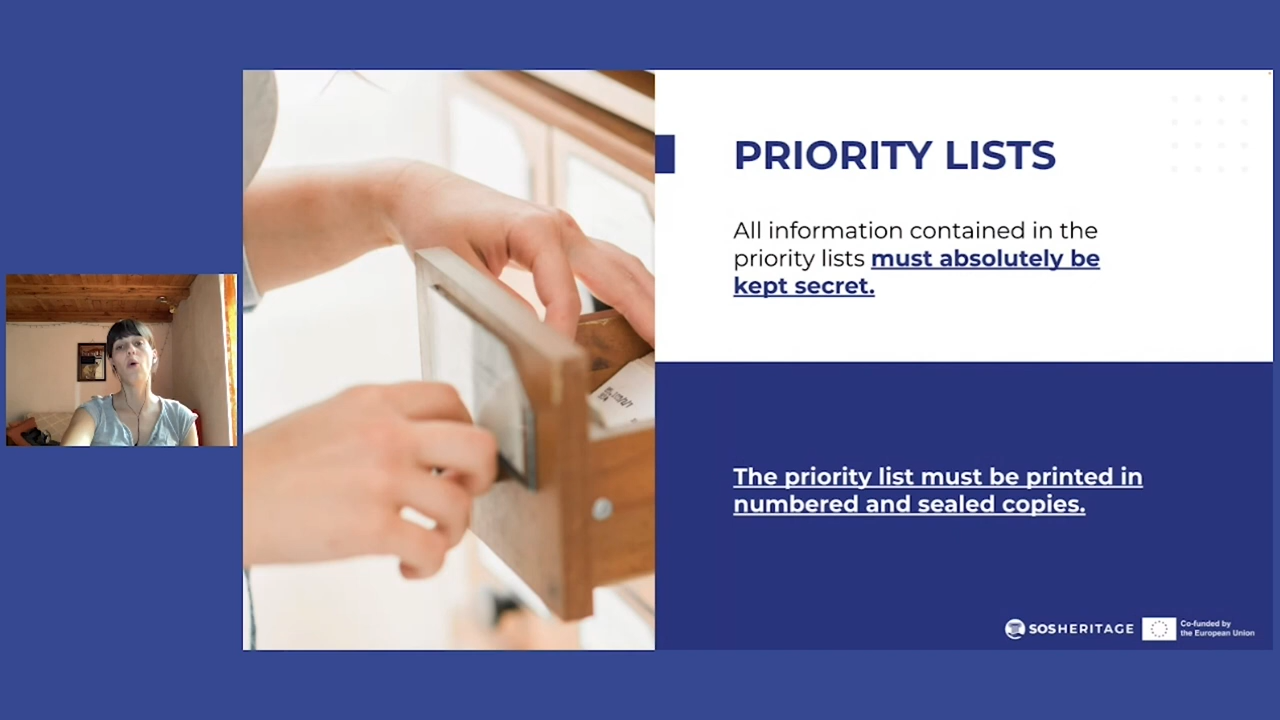 PRIORITY LISTS
All information contained in the
priority lists must absolutely be
kept secret.
The priority list must be printed in
numbered and sealed copies.
SOSHERITAGE
Co-funded by
the European Union